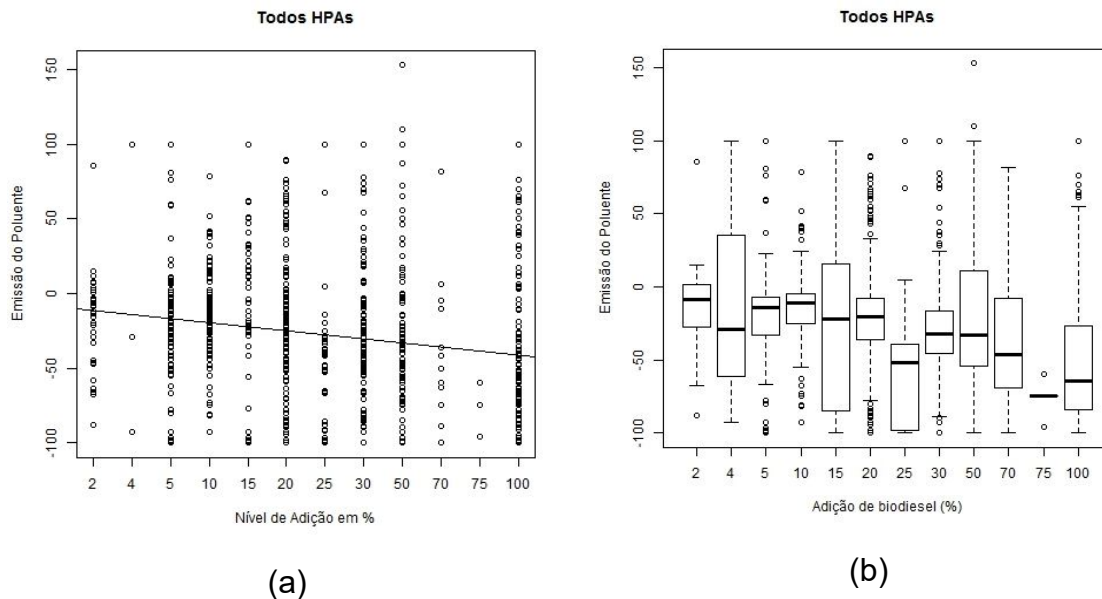 Todos HPAs
Emissão do Poluente
150
100
50
0
-50
-100
2 4 5 10 15 20 25 30 50 70 75 100
Nível de Adição em %
(a)
Todos HPAs
Emissão do Poluente
150
100
50
0
-50
-100
2 4 5 10 15 20 25 30 50 70 75 100
Adição de biodiesel (%)
(b)